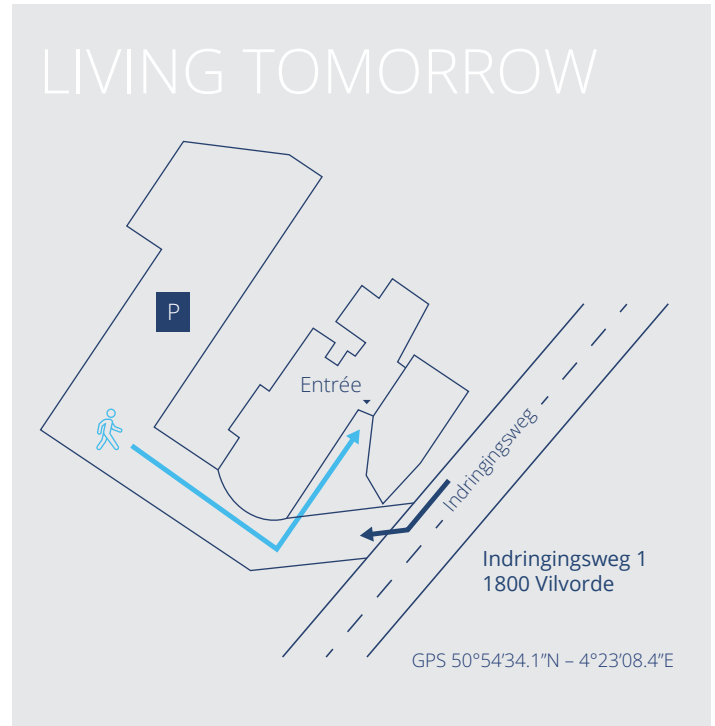 LIVING TOMORROW
P
Entrée
Indringingsweg
Indringingsweg 1
1800 Vilvorde
GPS 50°54’34.1”N – 4°23’08.4”E